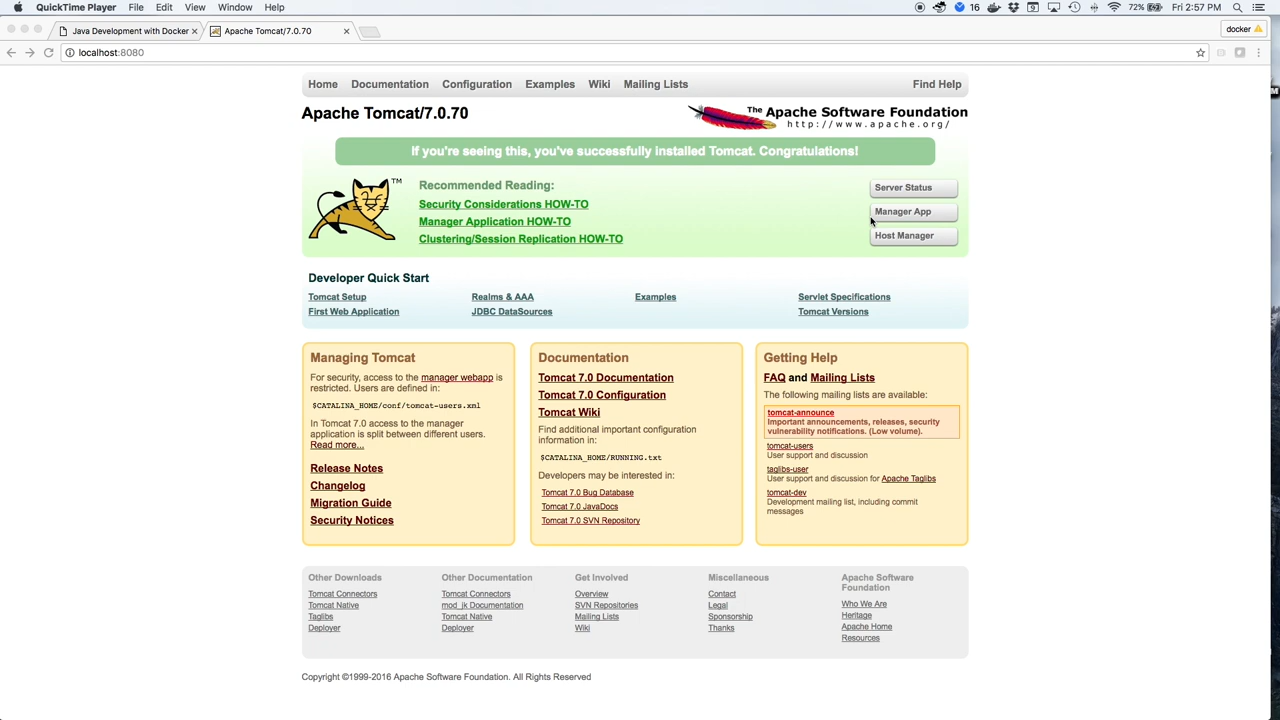 QuickTime Player File Edit View Window Help 16 72% Fri 2:57 PM
Java Development with Docker Apache Tomcat/7.0.70 docker
localhost:8080
Home Documentation Configuration Examples Wiki Mailing Lists Find Help
Apache Tomcat/7.0.70
The Apache Software Foundation
http://www.apache.org/
If you're seeing this, you've successfully installed Tomcat. Congratulations!
TM
Recommended Reading:
Security Considerations HOW-TO
Manager Application HOW-TO
Clustering/Session Replication HOW-TO
Server Status
Manager App
Host Manager
Developer Quick Start
Tomcat Setup
First Web Application
Realms & AAA
JDBC DataSources
Examples
Servlet Specifications
Tomcat Versions
Managing Tomcat
For security, access to the manager webapp is
restricted. Users are defined in:
$CATALINA_HOME/conf/tomcat-users.xml
In Tomcat 7.0 access to the manager
application is split between different users.
Read more...
Release Notes
Changelog
Migration Guide
Security Notices
Documentation
Tomcat 7.0 Documentation
Tomcat 7.0 Configuration
Tomcat Wiki
Find additional important configuration
information in:
$CATALINA_HOME/RUNNING.txt
Developers may be interested in:
Tomcat 7.0 Bug Database
Tomcat 7.0 JavaDocs
Tomcat 7.0 SVN Repository
Getting Help
FAQ and Mailing Lists
The following mailing lists are available:
tomcat-announce
Important announcements, releases, security
vulnerability notifications. (Low volume).
tomcat-users
User support and discussion
taglibs-user
User support and discussion for Apache Taglibs
tomcat-dev
Development mailing list, including commit
messages
Other Downloads
Tomcat Connectors
Tomcat Native
Taglibs
Deployer
Other Documentation
Tomcat Connectors
mod_jk Documentation
Tomcat Native
Deployer
Get Involved
Overview
SVN Repositories
Mailing Lists
Wiki
Miscellaneous
Contact
Legal
Sponsorship
Thanks
Apache Software
Foundation
Who We Are
Heritage
Apache Home
Resources
Copyright ©1999-2016 Apache Software Foundation. All Rights Reserved